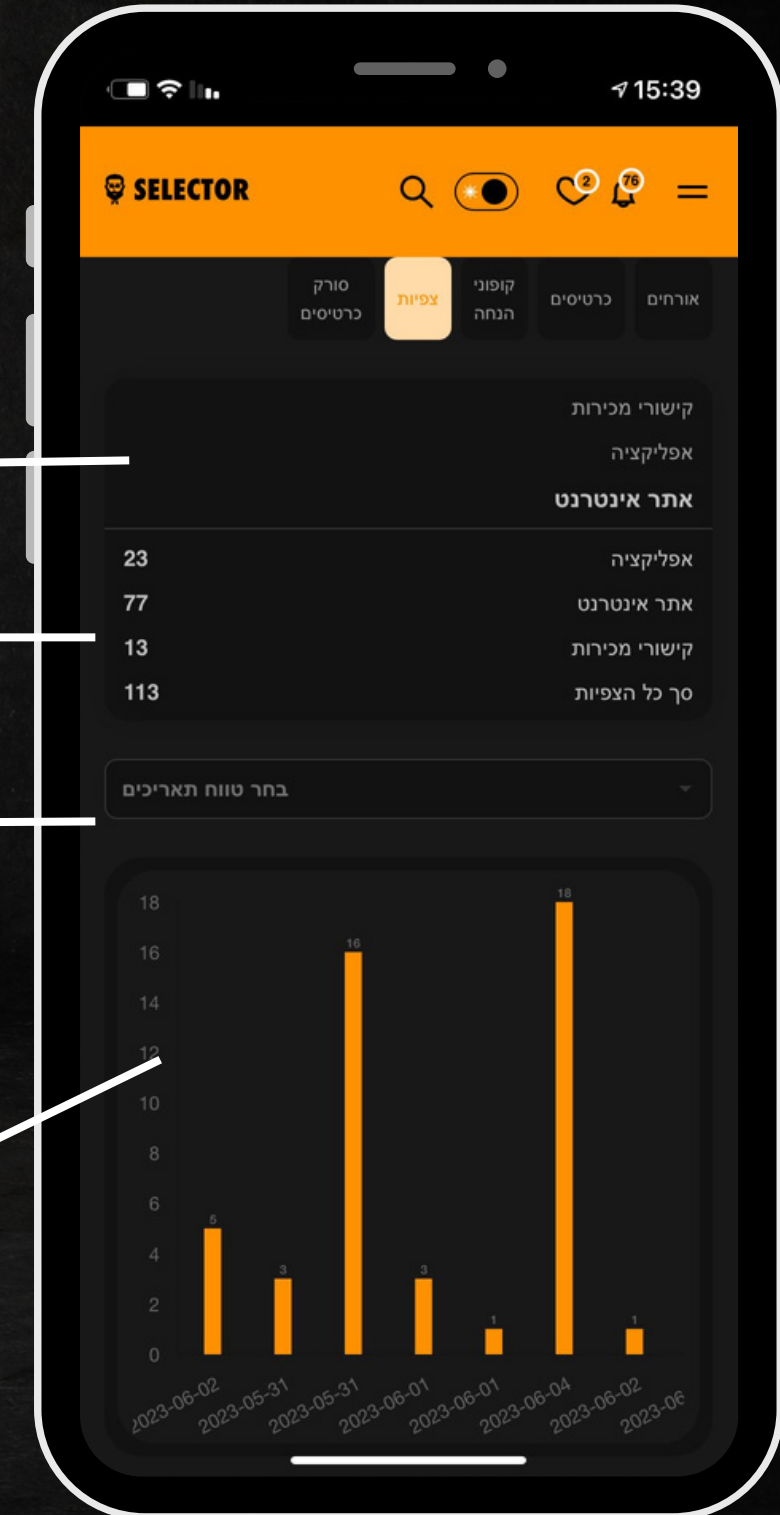 15:39
SELECTOR
2
76
אורחים
כרטיסים
קופוני
הנחה
צפיות
סורק
כרטיסים
קישורי מכירות
אפליקציה
אתר אינטרנט
אפליקציה 23
אתר אינטרנט 77
קישורי מכירות 13
סך כל הצפיות 113
בחר טווח תאריכים
18
16
14
12
10
8
6
4
2
0
5
3
16
3
1
18
1
2023-06-02
2023-05-31
2023-05-31
2023-06-01
2023-06-01
2023-06-04
2023-06-02
2023-06